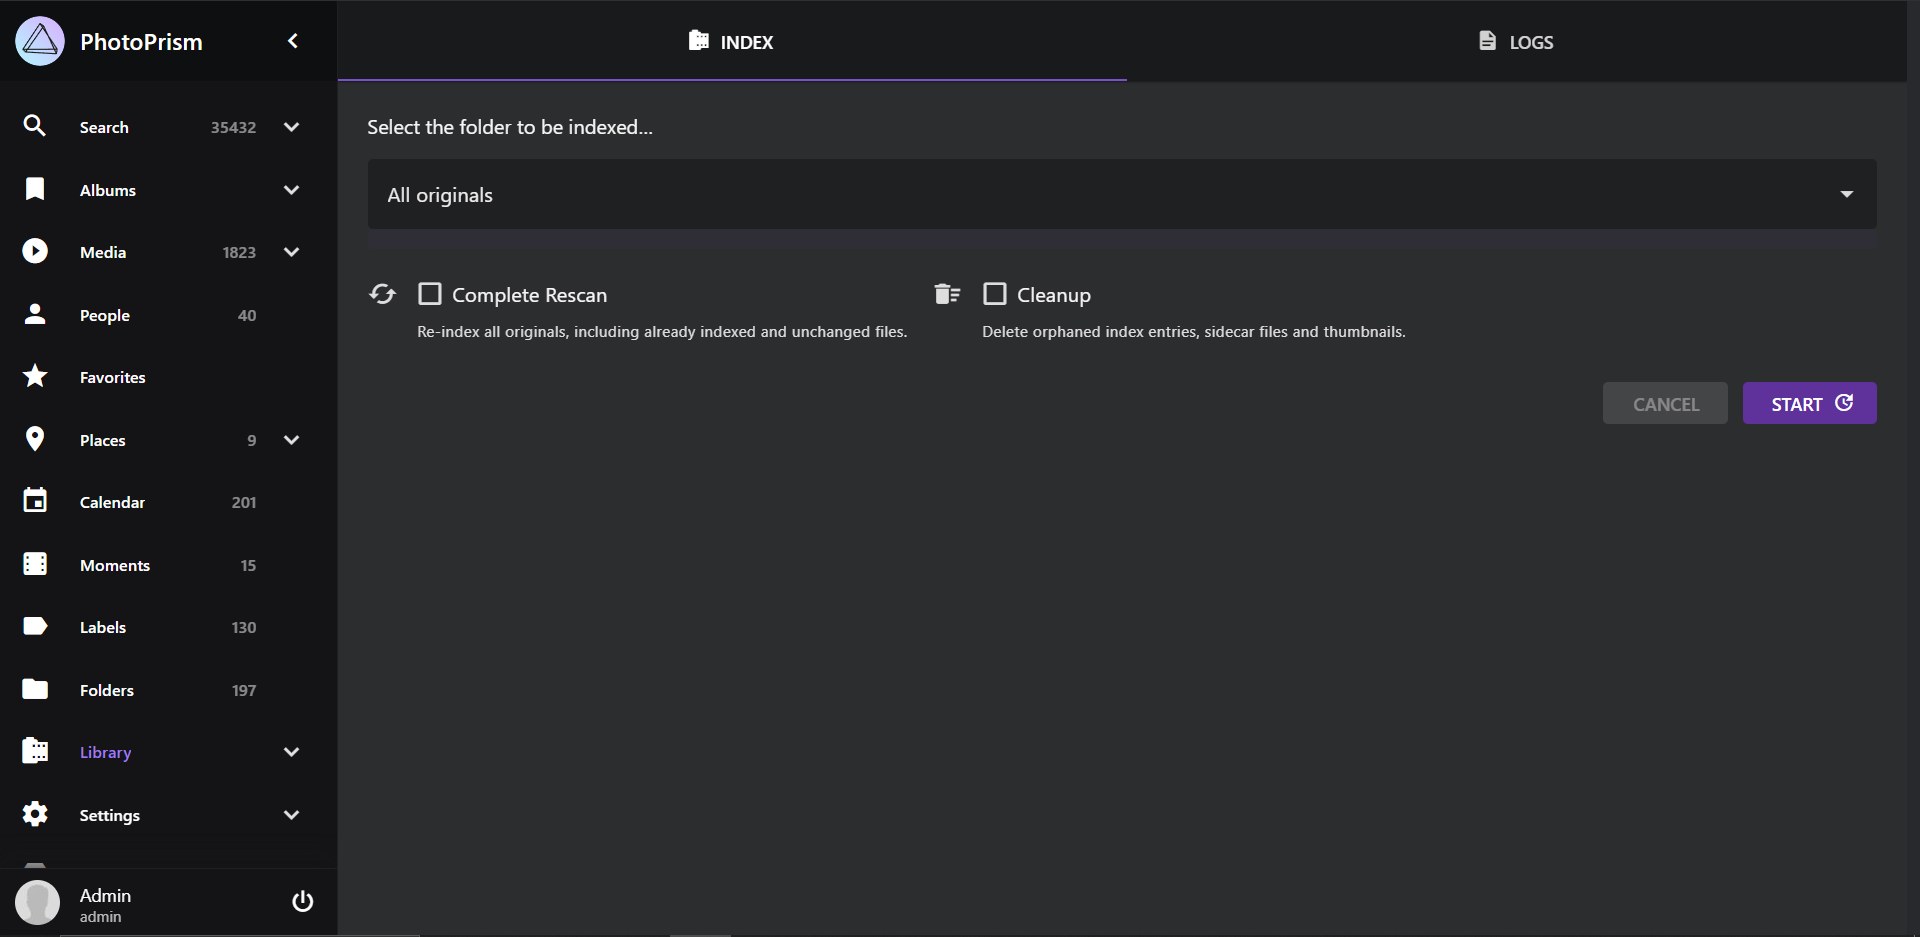 PhotoPrism
INDEX
LOGS
Search 35432
Albums
Media 1823
People 40
Favorites
Places 9
Calendar 201
Moments 15
Labels 130
Folders 197
Library
Settings
Admin
admin
Select the folder to be indexed...
All originals
Complete Rescan
Re-index all originals, including already indexed and unchanged files.
Cleanup
Delete orphaned index entries, sidecar files and thumbnails.
CANCEL
START